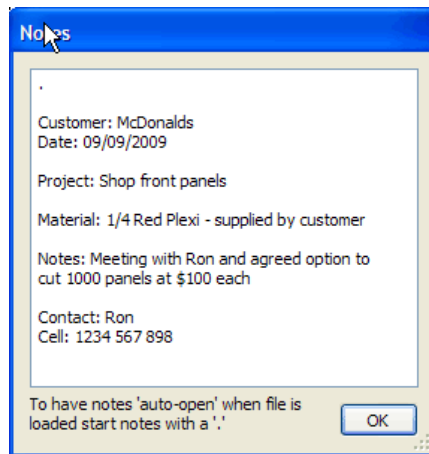 Notes
.
Customer: McDonalds
Date: 09/09/2009
Project: Shop front panels
Material: 1/4 Red Plexi - supplied by customer
Notes: Meeting with Ron and agreed option to
cut 1000 panels at $100 each
Contact: Ron
Cell: 1234 567 898
To have notes 'auto-open' when file is
loaded start notes with a '.'
OK